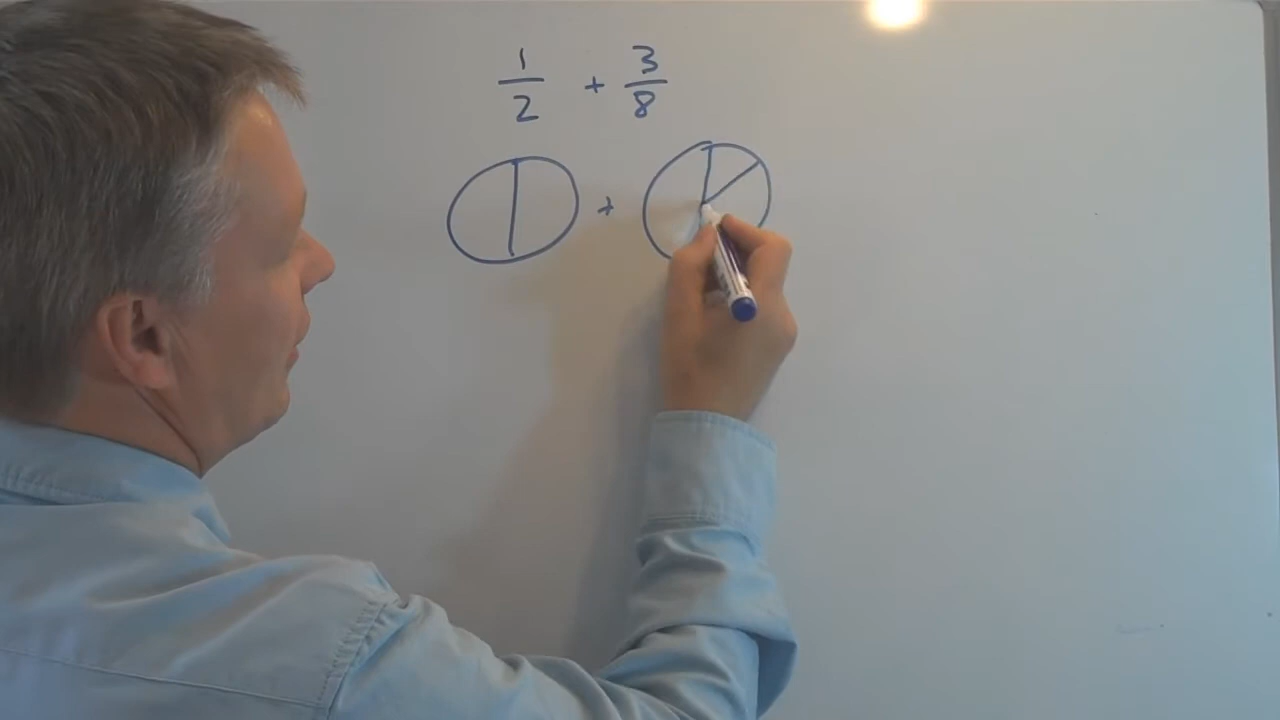 1/2 + 3/8
+